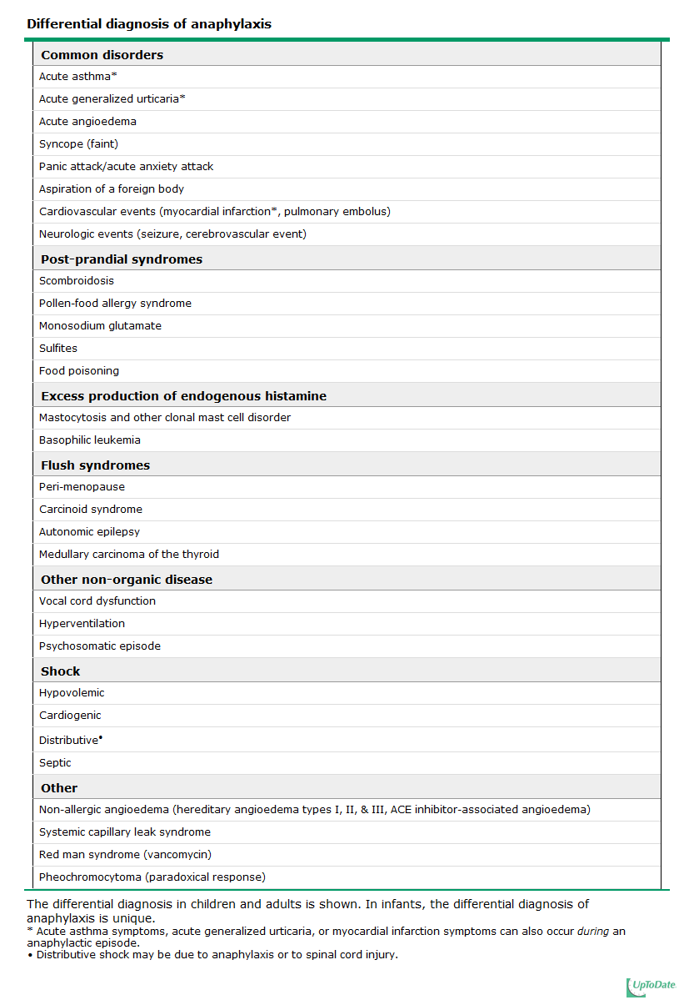 Differential diagnosis of anaphylaxis
Common disorders
Acute asthma*
Acute generalized urticaria*
Acute angioedema
Syncope (faint)
Panic attack/acute anxiety attack
Aspiration of a foreign body
Cardiovascular events (myocardial infarction*, pulmonary embolus)
Neurologic events (seizure, cerebrovascular event)
Post-prandial syndromes
Scombroidosis
Pollen-food allergy syndrome
Monosodium glutamate
Sulfites
Food poisoning
Excess production of endogenous histamine
Mastocytosis and other clonal mast cell disorder
Basophilic leukemia
Flush syndromes
Peri-menopause
Carcinoid syndrome
Autonomic epilepsy
Medullary carcinoma of the thyroid
Other non-organic disease
Vocal cord dysfunction
Hyperventilation
Psychosomatic episode
Shock
Hypovolemic
Cardiogenic
Distributive•
Septic
Other
Non-allergic angioedema (hereditary angioedema types I, II, & III, ACE inhibitor-associated angioedema)
Systemic capillary leak syndrome
Red man syndrome (vancomycin)
Pheochromocytoma (paradoxical response)
The differential diagnosis in children and adults is shown. In infants, the differential diagnosis of
anaphylaxis is unique.
* Acute asthma symptoms, acute generalized urticaria, or myocardial infarction symptoms can also occur during an
anaphylactic episode.
• Distributive shock may be due to anaphylaxis or to spinal cord injury.
UpToDate